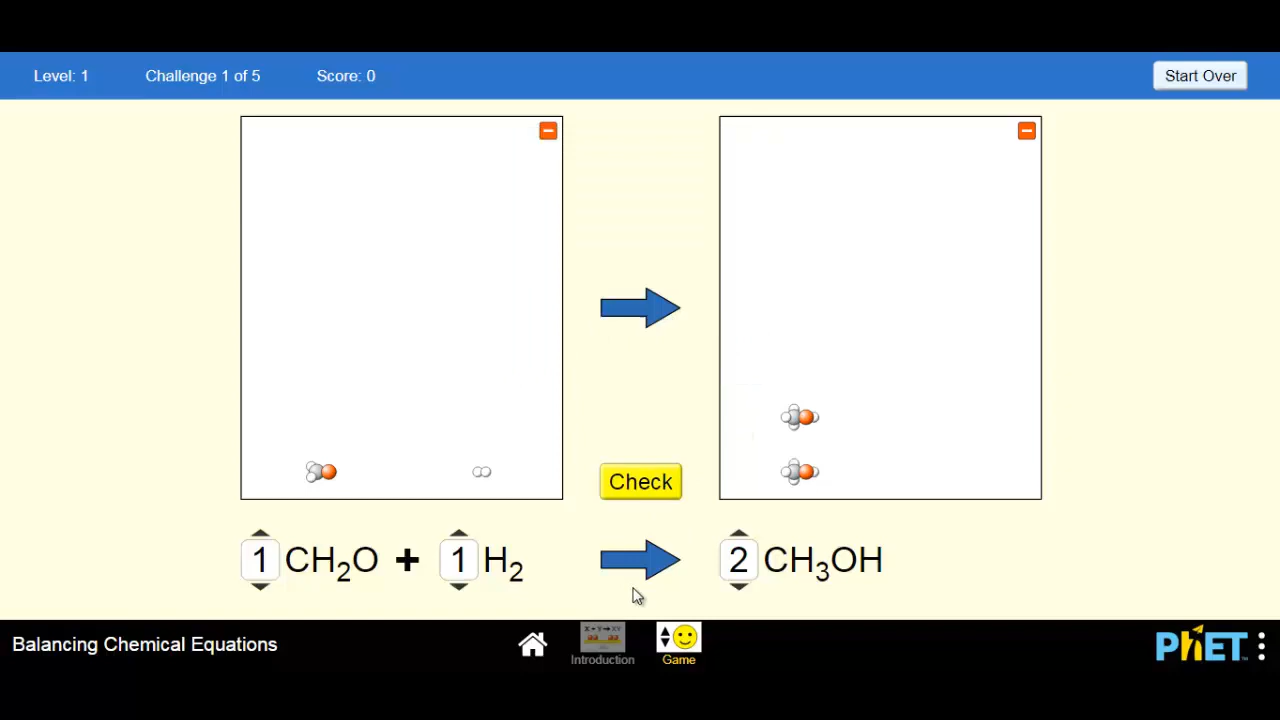 Level: 1 Challenge 1 of 5 Score: 0 Start Over
Check
1 CH₂O + 1 H₂ 2 CH₃OH
Balancing Chemical Equations
Introduction
Game
PhET